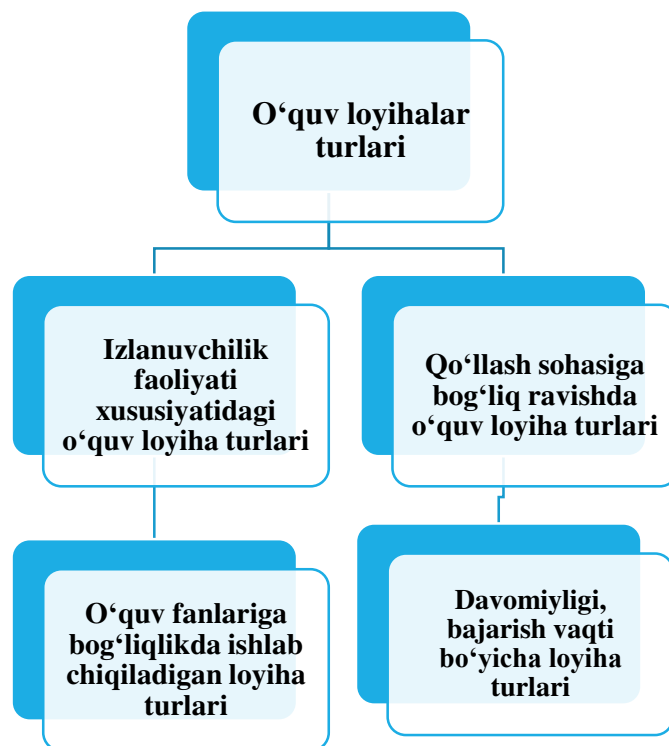 O‘quv loyihalar
turlari
Izlanuvchilik
faoliyati
xususiyatidagi
o‘quv loyiha turlari
Qo‘llash sohasiga
bog‘liq ravishda
o‘quv loyiha turlari
O‘quv fanlariga
bog‘liqlikda ishlab
chiqiladigan loyiha
turlari
Davomiyligi,
bajarish vaqti
bo‘yicha loyiha
turlari